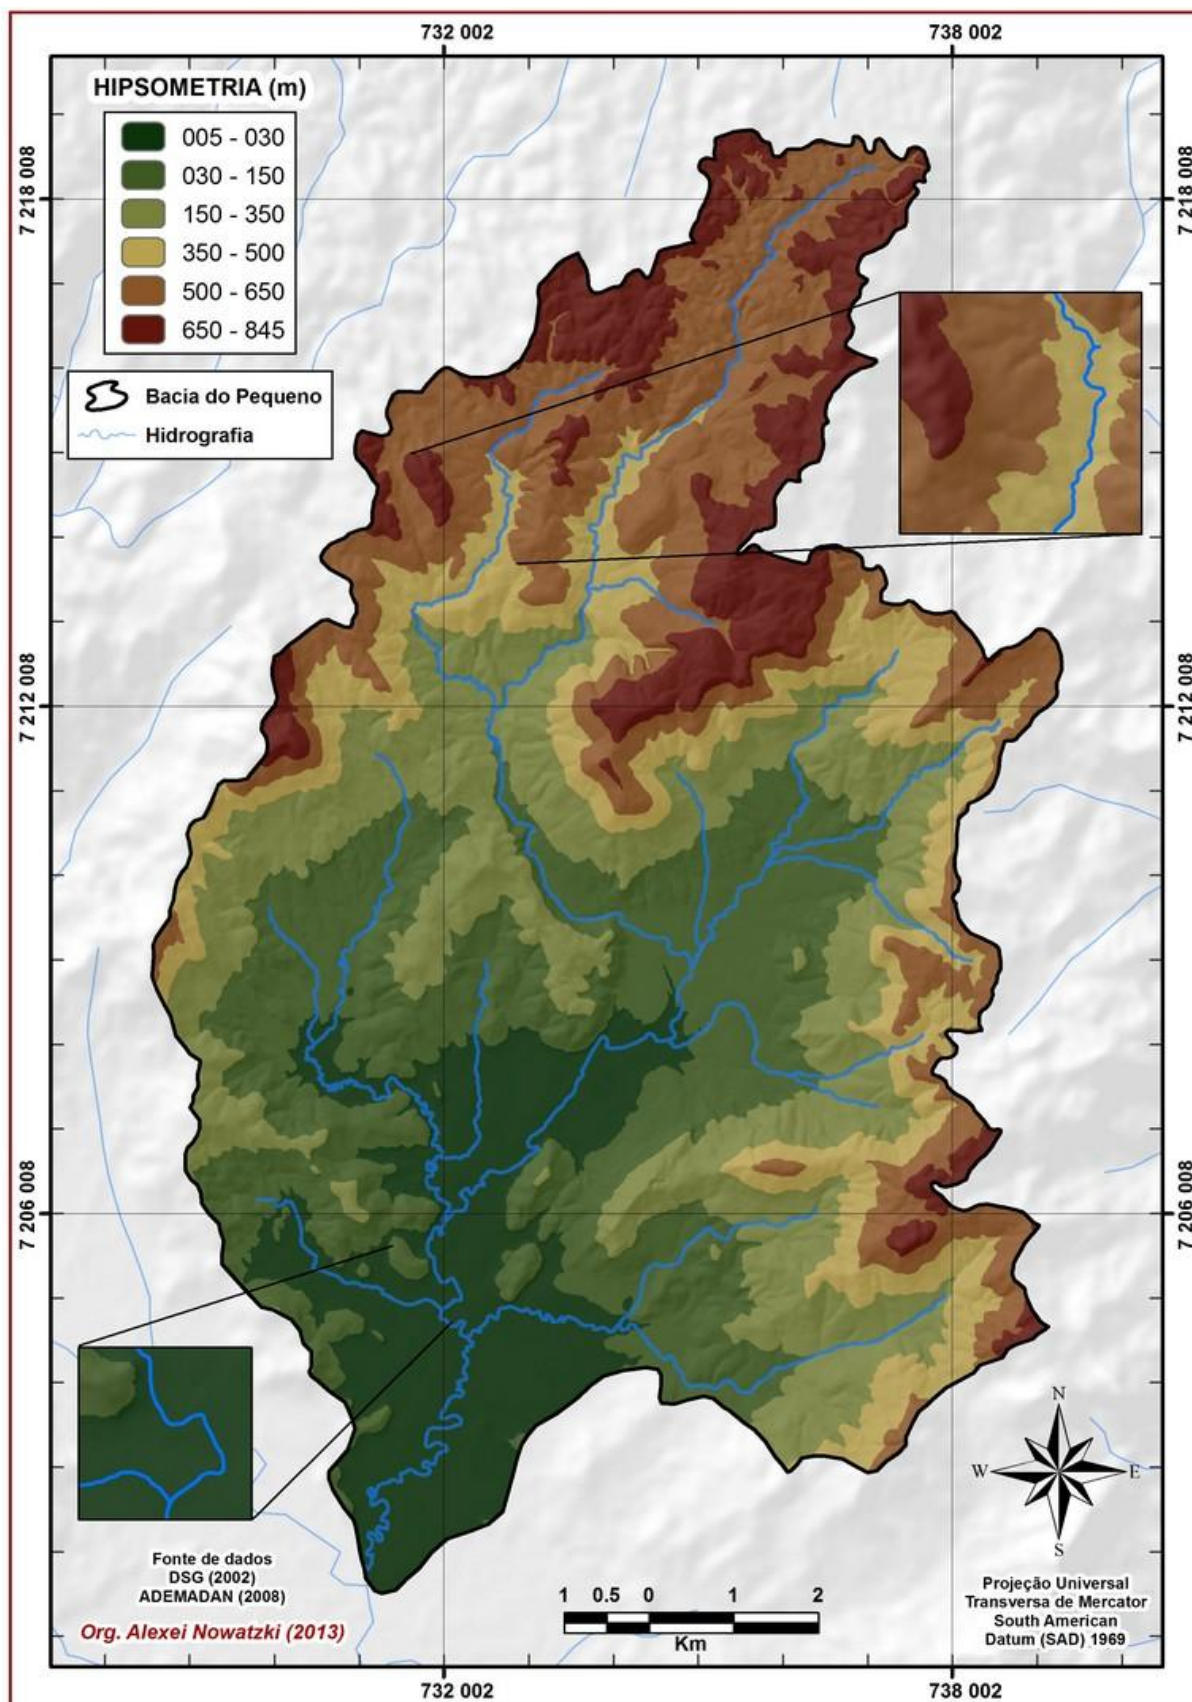 732 002
738 002
HIPSOMETRIA (m)
005 - 030
030 - 150
150 - 350
350 - 500
500 - 650
650 - 845
Bacia do Pequeno
Hidrografia
7 218 008
7 218 008
7 212 008
7 212 008
7 206 008
7 206 008
N
W
E
S
Fonte de dados
DSG (2002)
ADEMADAN (2008)
Org. Alexei Nowatzki (2013)
1 0.5 0 1 2
Km
Projeção Universal
Transversa de Mercator
South American
Datum (SAD) 1969
732 002
738 002